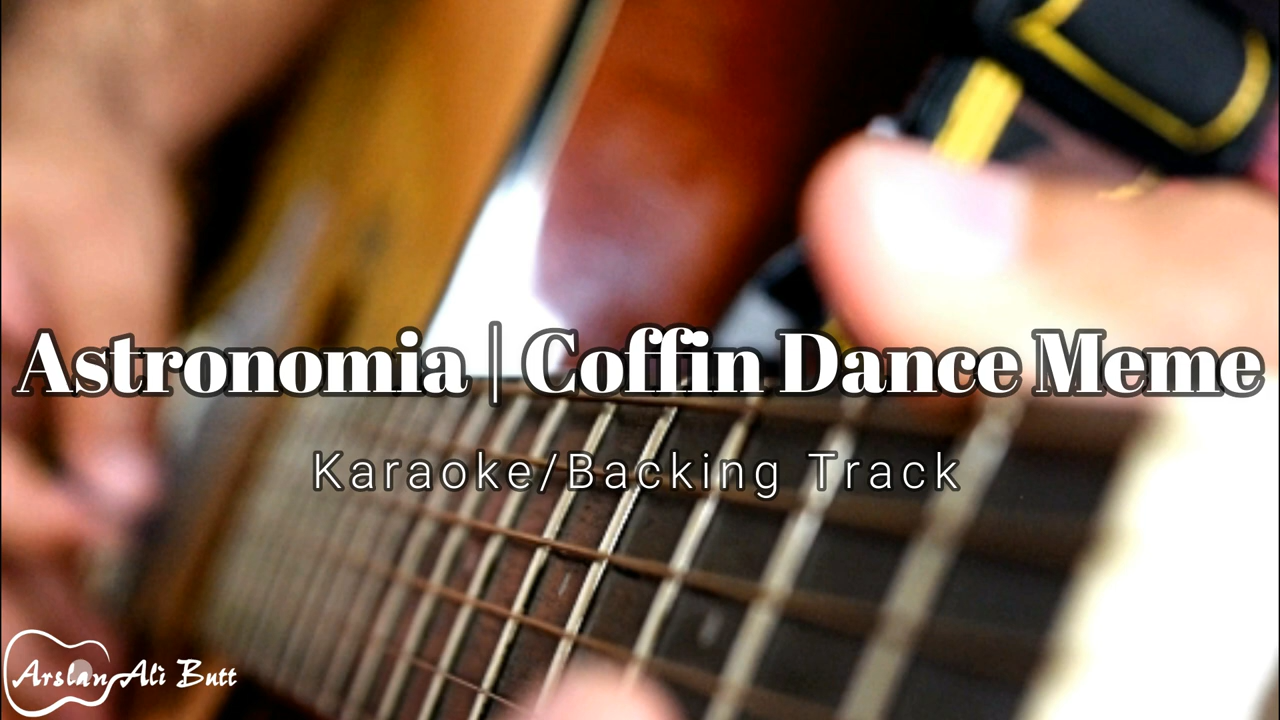 Astronomia | Coffin Dance Meme
Karaoke/Backing Track
Arslan Ali Butt